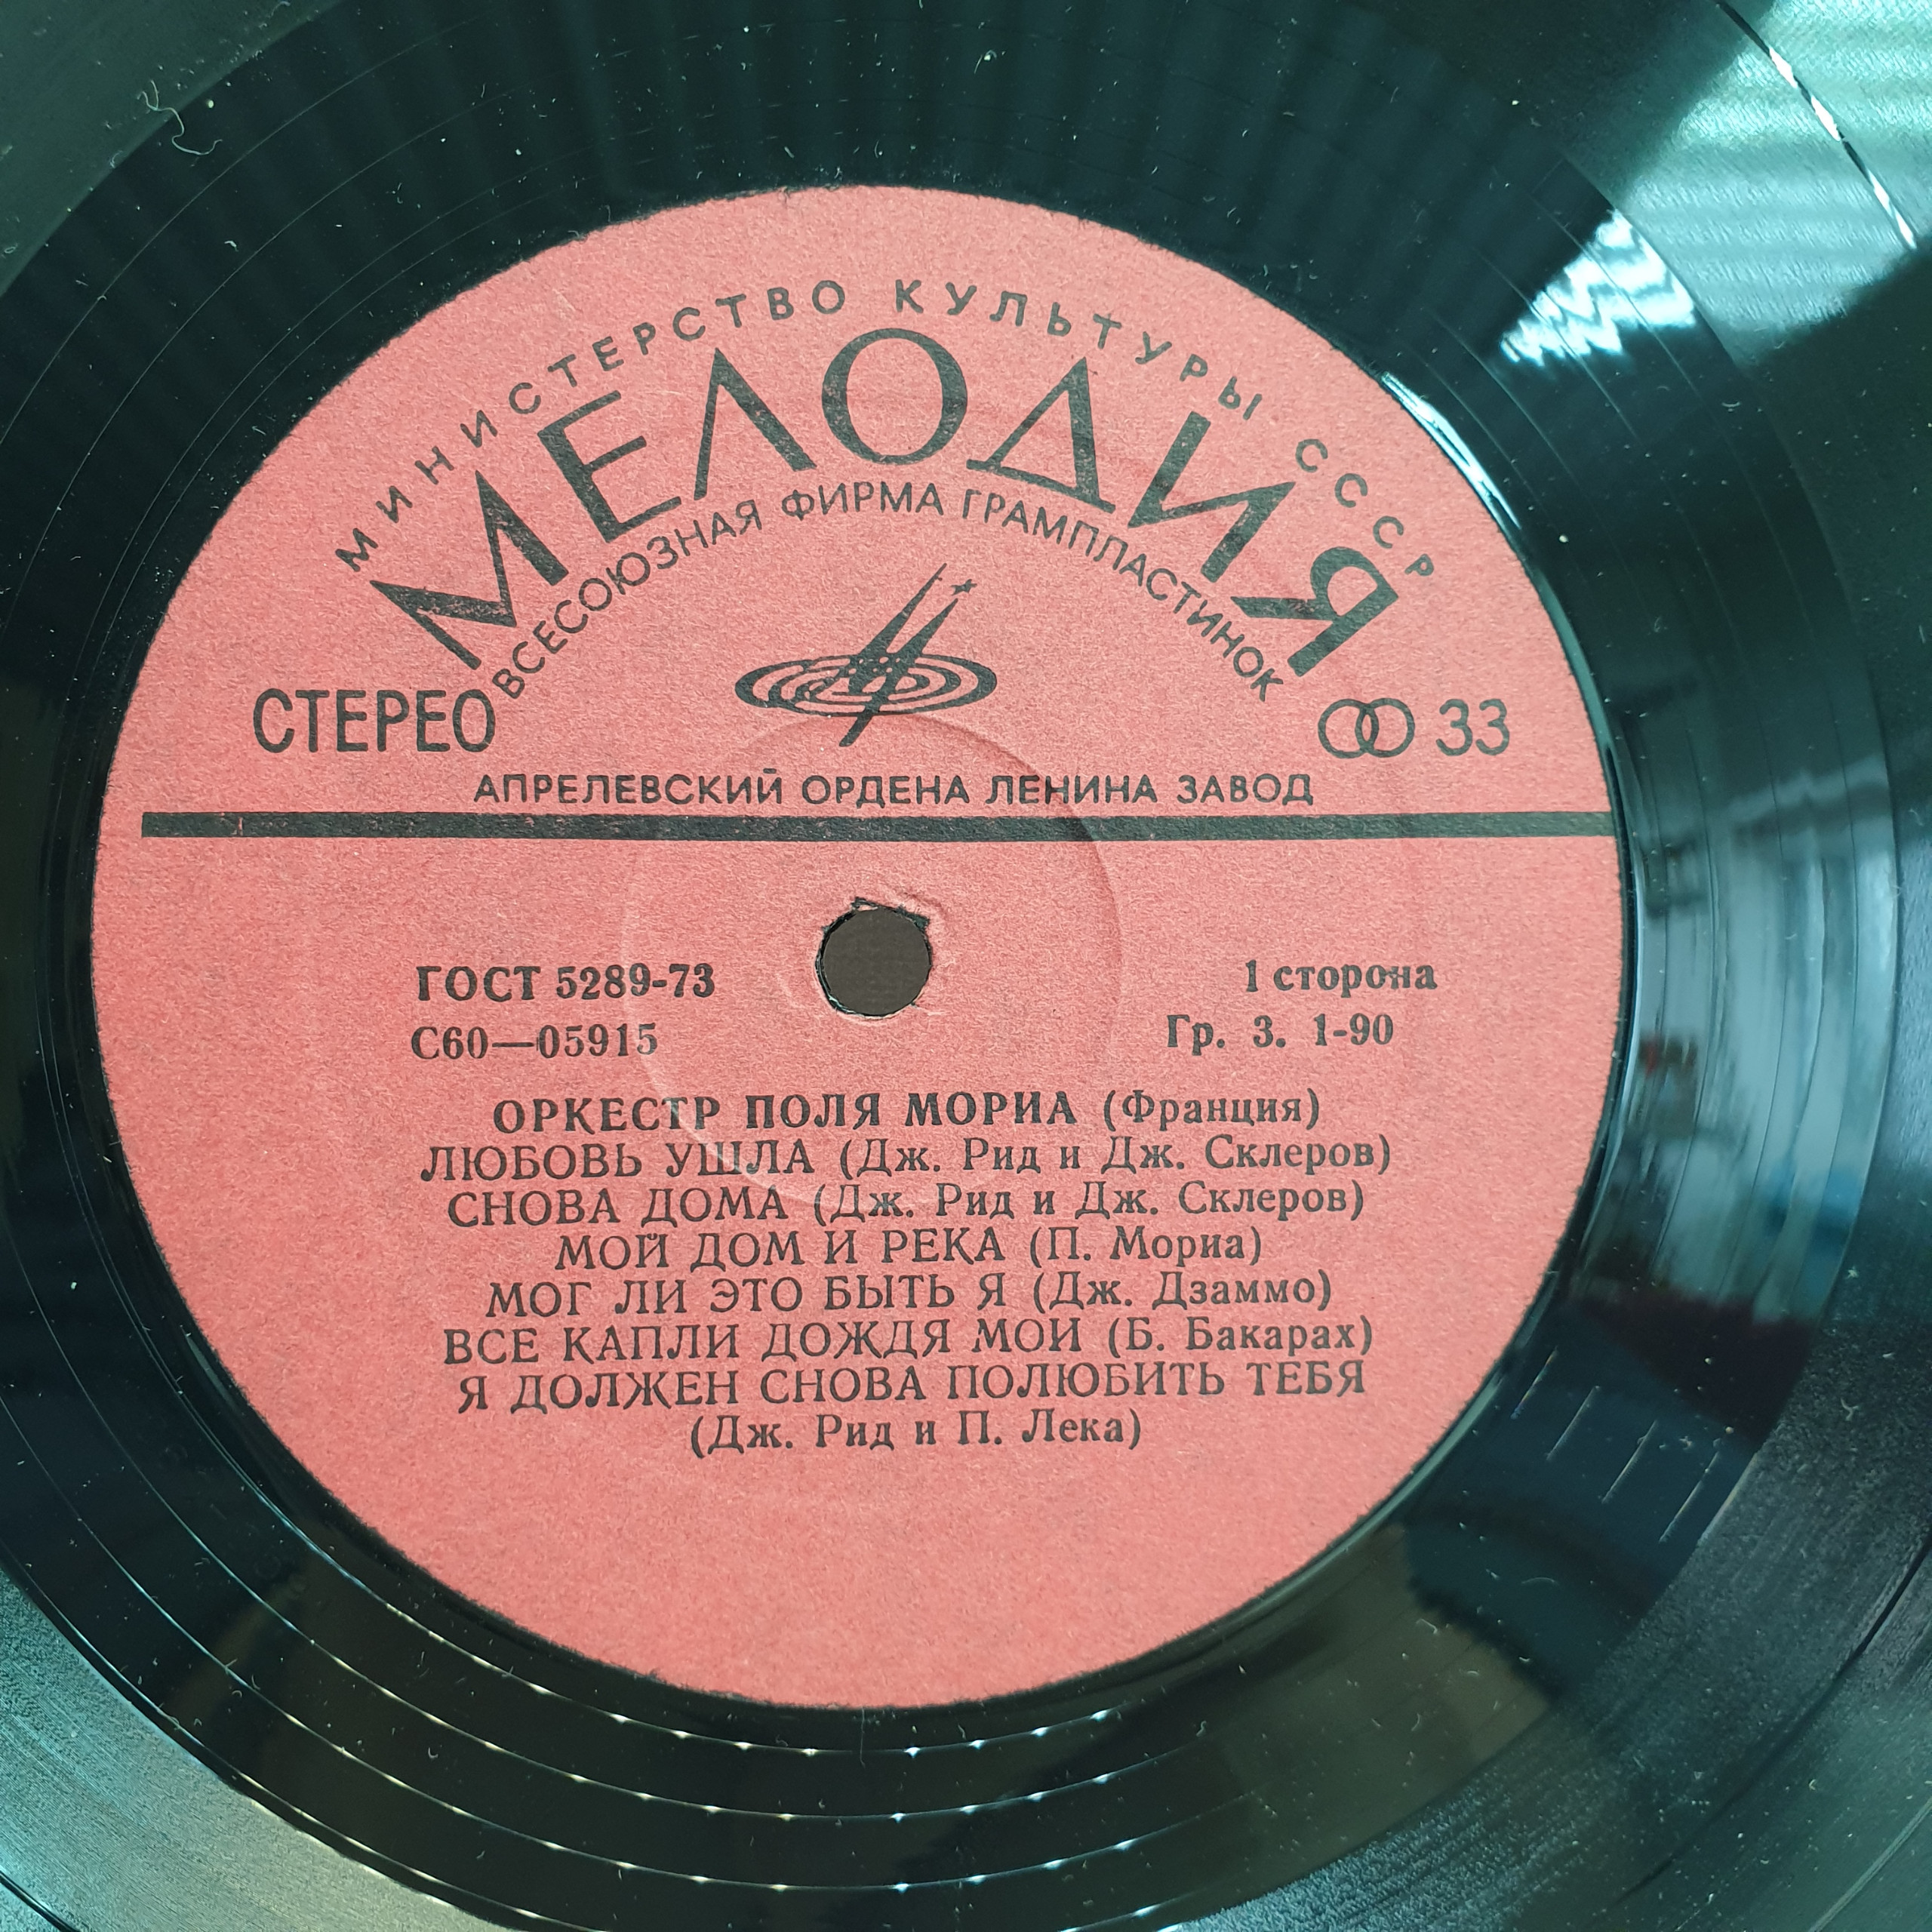 МИНИСТЕРСТВО КУЛЬТУРЫ СССР
МЕЛОДИЯ
ВСЕСОЮЗНАЯ ФИРМА ГРАМПЛАСТИНОК
СТЕРЕО
33
АПРЕЛЕВСКИЙ ОРДЕНА ЛЕНИНА ЗАВОД
ГОСТ 5289-73
1 сторона
С60—05915
Гр. 3. 1-90
ОРКЕСТР ПОЛЯ МОРИА (Франция)
ЛЮБОВЬ УШЛА (Дж. Рид и Дж. Склеров)
СНОВА ДОМА (Дж. Рид и Дж. Склеров)
МОЙ ДОМ И РЕКА (П. Мориа)
МОГ ЛИ ЭТО БЫТЬ Я (Дж. Дзаммо)
ВСЕ КАПЛИ ДОЖДЯ МОИ (Б. Бакарах)
Я ДОЛЖЕН СНОВА ПОЛЮБИТЬ ТЕБЯ
(Дж. Рид и П. Лека)